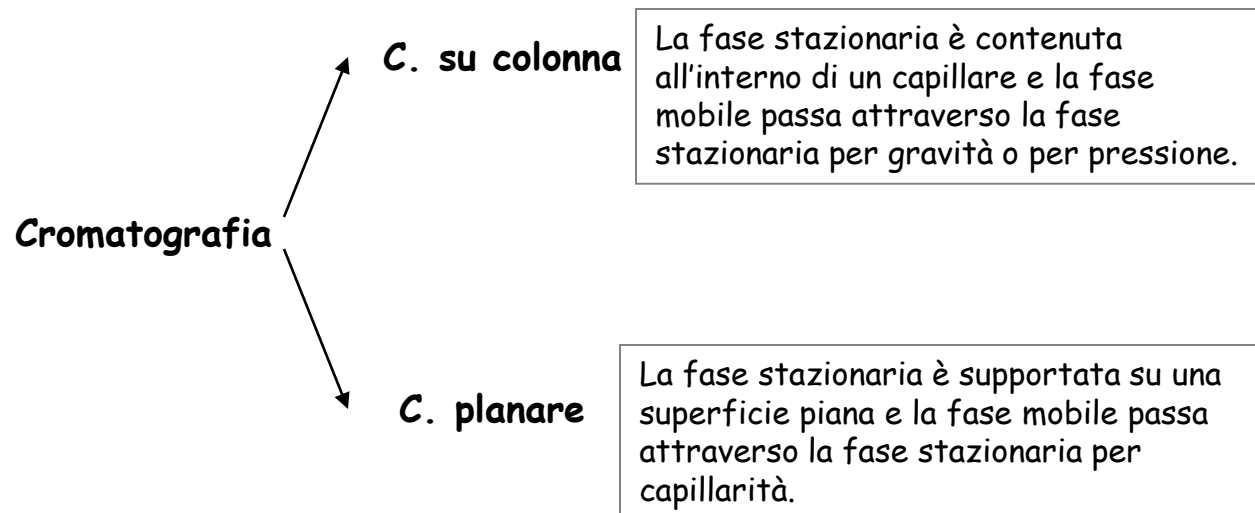 C. su colonna
La fase stazionaria è contenuta
all'interno di un capillare e la fase
mobile passa attraverso la fase
stazionaria per gravità o per pressione.
Cromatografia
C. planare
La fase stazionaria è supportata su una
superficie piana e la fase mobile passa
attraverso la fase stazionaria per
capillarità.